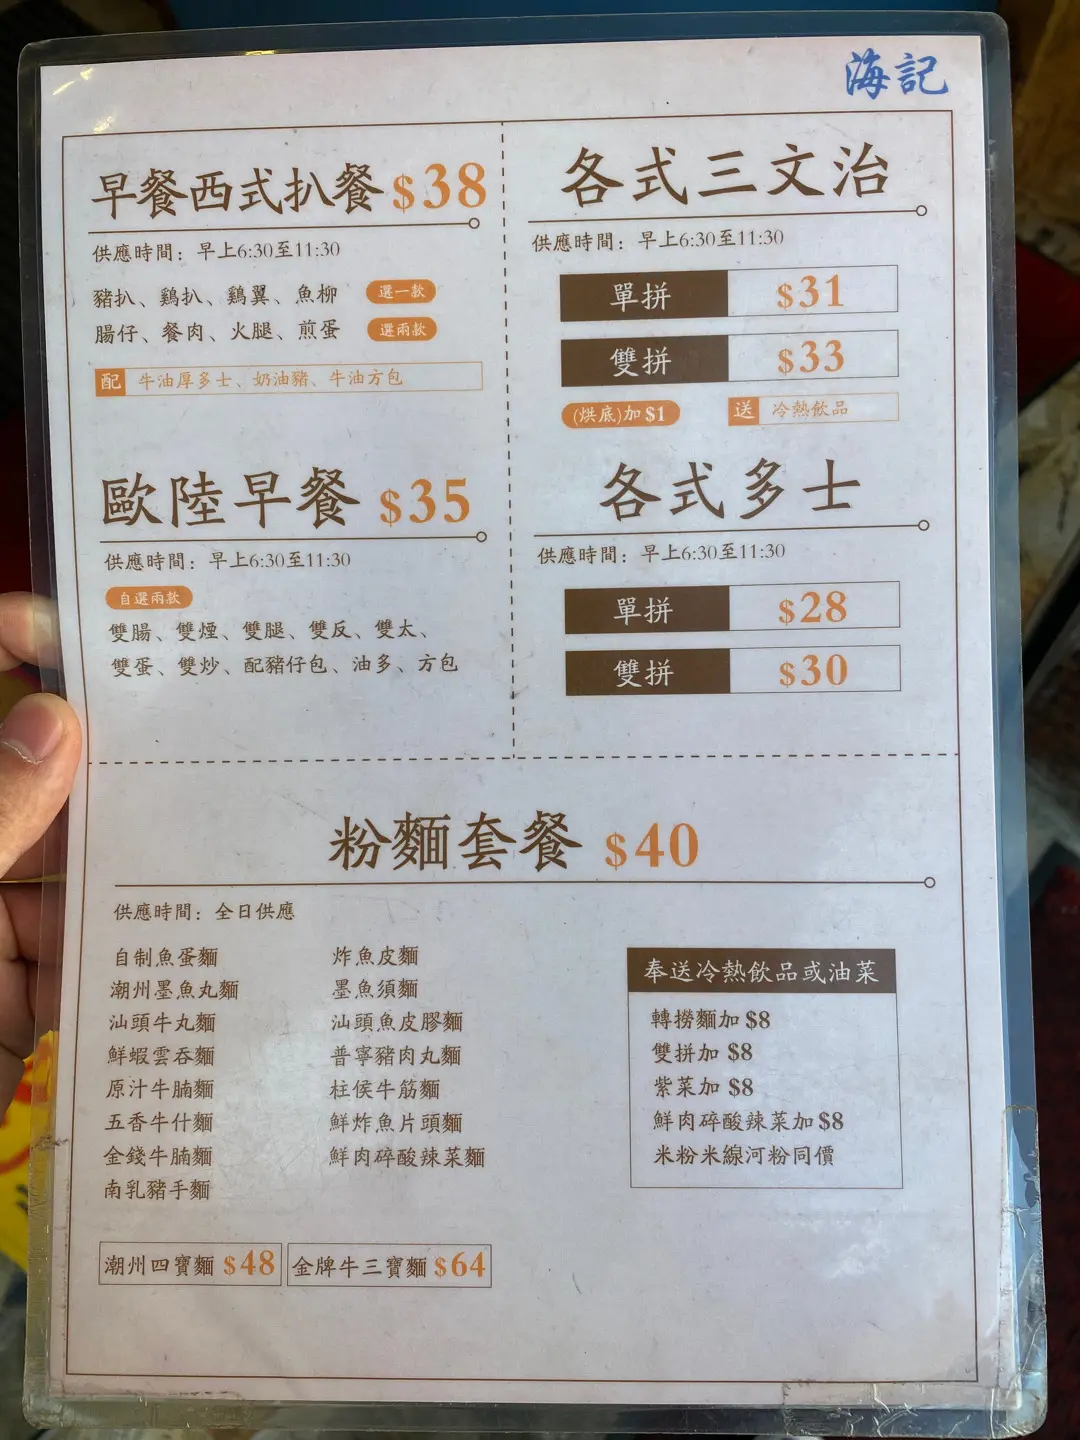 海記
早餐西式扒餐 $38
供應時間：早上6:30至11:30
豬扒、鷄扒、鷄翼、魚柳 選一款
腸仔、餐肉、火腿、煎蛋 選兩款
配 牛油厚多士、奶油豬、牛油方包
歐陸早餐 $35
供應時間：早上6:30至11:30
自選兩款
雙腸、雙煙、雙腿、雙反、雙太、
雙蛋、雙炒、配豬仔包、油多、方包
各式三文治
供應時間：早上6:30至11:30
單拼 $31
雙拼 $33
(烘底)加$1 送 冷熱飲品
各式多士
供應時間：早上6:30至11:30
單拼 $28
雙拼 $30
粉麵套餐 $40
供應時間：全日供應
自制魚蛋麵
潮州墨魚丸麵
汕頭牛丸麵
鮮蝦雲吞麵
原汁牛腩麵
五香牛什麵
金錢牛腩麵
南乳豬手麵
炸魚皮麵
墨魚須麵
汕頭魚皮膠麵
普寧豬肉丸麵
柱侯牛筋麵
鮮炸魚片頭麵
鮮肉碎酸辣菜麵
奉送冷熱飲品或油菜
轉撈麵加$8
雙拼加 $8
紫菜加 $8
鮮肉碎酸辣菜加$8
米粉米線河粉同價
潮州四寶麵 $48
金牌牛三寶麵 $64